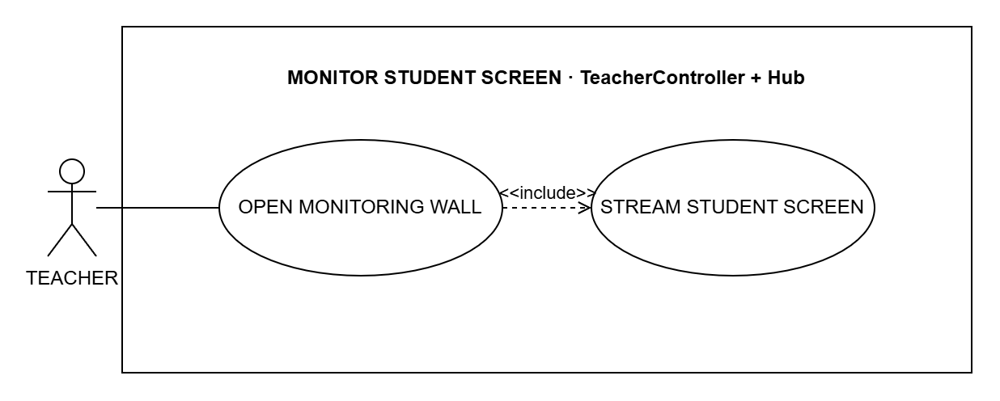 MONITOR STUDENT SCREEN · TeacherController + Hub
<<include>>
OPEN MONITORING WALL
STREAM STUDENT SCREEN
TEACHER